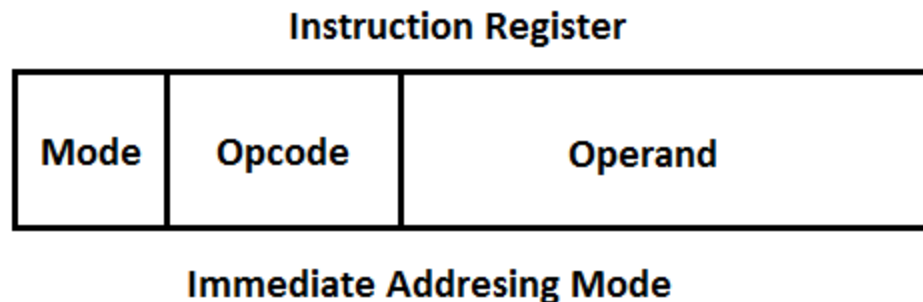 Instruction Register
Mode Opcode Operand
Immediate Addresing Mode